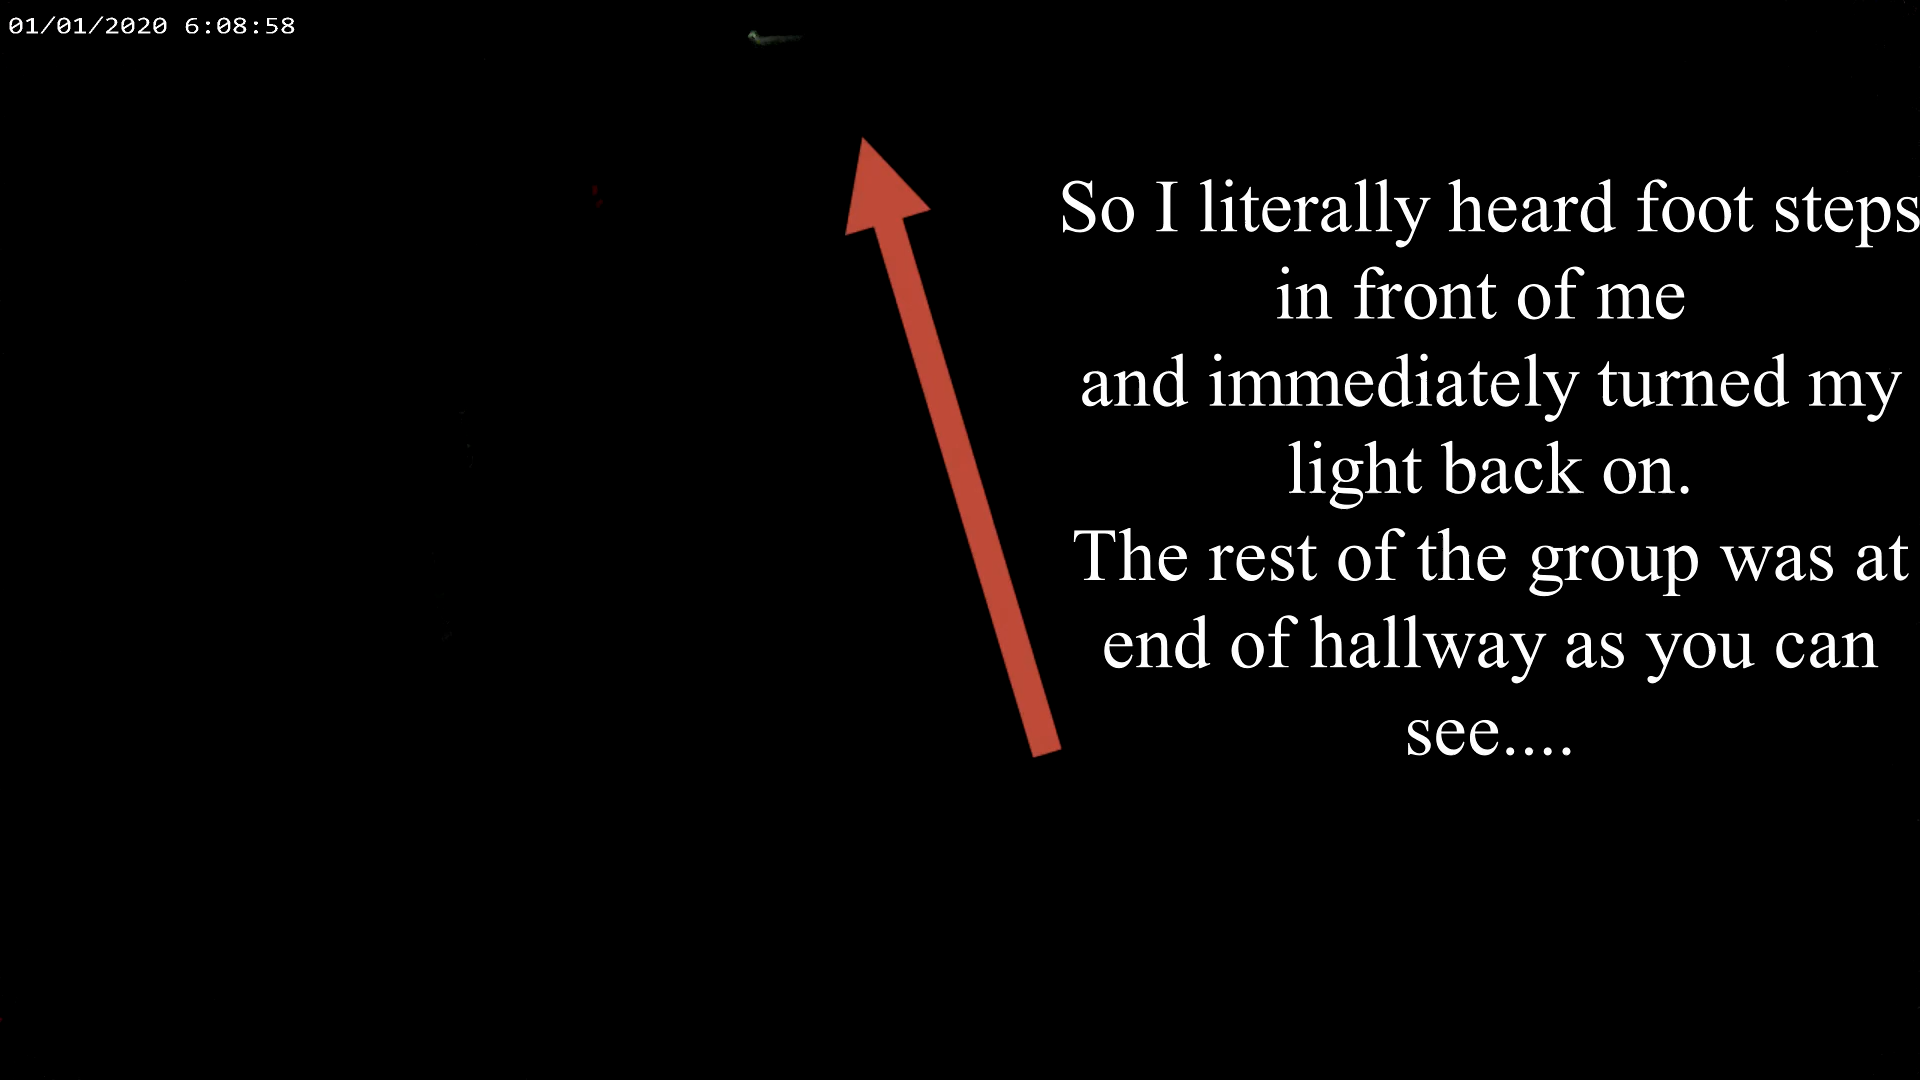 01/01/2020 6:08:58
So I literally heard foot steps
in front of me
and immediately turned my
light back on.
The rest of the group was at
end of hallway as you can
see....